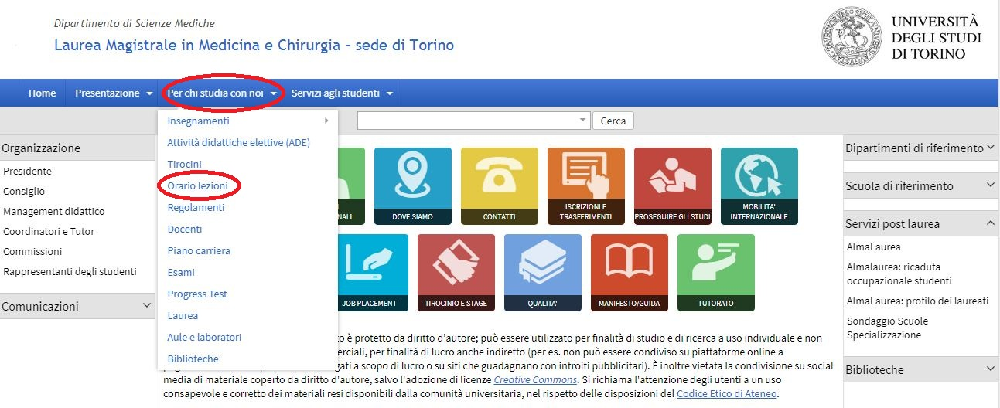 Dipartimento di Scienze Mediche
Laurea Magistrale in Medicina e Chirurgia - sede di Torino
UNIVERSITÀ
DEGLI STUDI
DI TORINO
Home
Presentazione
Per chi studia con noi
Servizi agli studenti
Insegnamenti
Attività didattiche elettive (ADE)
Tirocini
Orario lezioni
Regolamenti
Docenti
Piano carriera
Esami
Progress Test
Laurea
Aule e laboratori
Biblioteche
Cerca
Organizzazione
Presidente
Consiglio
Management didattico
Coordinatori e Tutor
Commissioni
Rappresentanti degli studenti
Comunicazioni
DOVE SIAMO
CONTATTI
ISCRIZIONI E
TRASFERIMENTI
PROSEGUIRE GLI STUDI
MOBILITA'
INTERNAZIONALE
JOB PLACEMENT
TIROCINIO E STAGE
QUALITA'
MANIFESTO/GUIDA
TUTORATO
è protetto da diritto d'autore; può essere utilizzato per finalità di studio e di ricerca a uso individuale e non
per finalità di lucro anche indiretto (per es. non può essere condiviso su piattaforme online a
a scopo di lucro o su siti che guadagnano con introiti pubblicitari). È inoltre vietata la condivisione su social
media di materiale coperto da diritto d'autore, salvo l'adozione di licenze Creative Commons. Si richiama l'attenzione degli utenti a un uso
consapevole e corretto dei materiali resi disponibili dalla comunità universitaria, nel rispetto delle disposizioni del Codice Etico di Ateneo.
Dipartimenti di riferimento
Scuola di riferimento
Servizi post laurea
AlmaLaurea
Almalaurea: ricaduta
occupazionale studenti
AlmaLaurea: profilo dei laureati
Sondaggio Scuole
Specializzazione
Biblioteche